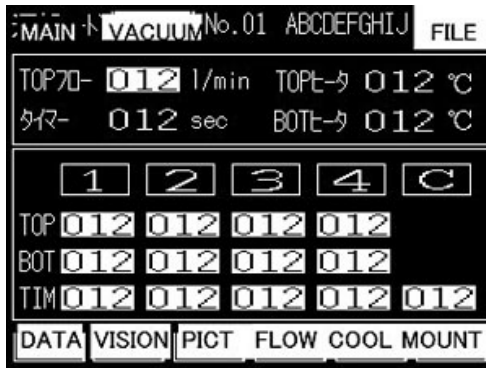 MAIN ト VACUUM No.01 ABCDEFGHIJ FILE
TOPフロー 012 l/min TOPヒータ 012 ℃
タイマー 012 sec BOTヒータ 012 ℃
1 2 3 4 C
TOP 012 012 012 012
BOT 012 012 012 012
TIM 012 012 012 012 012
DATA VISION PICT FLOW COOL MOUNT